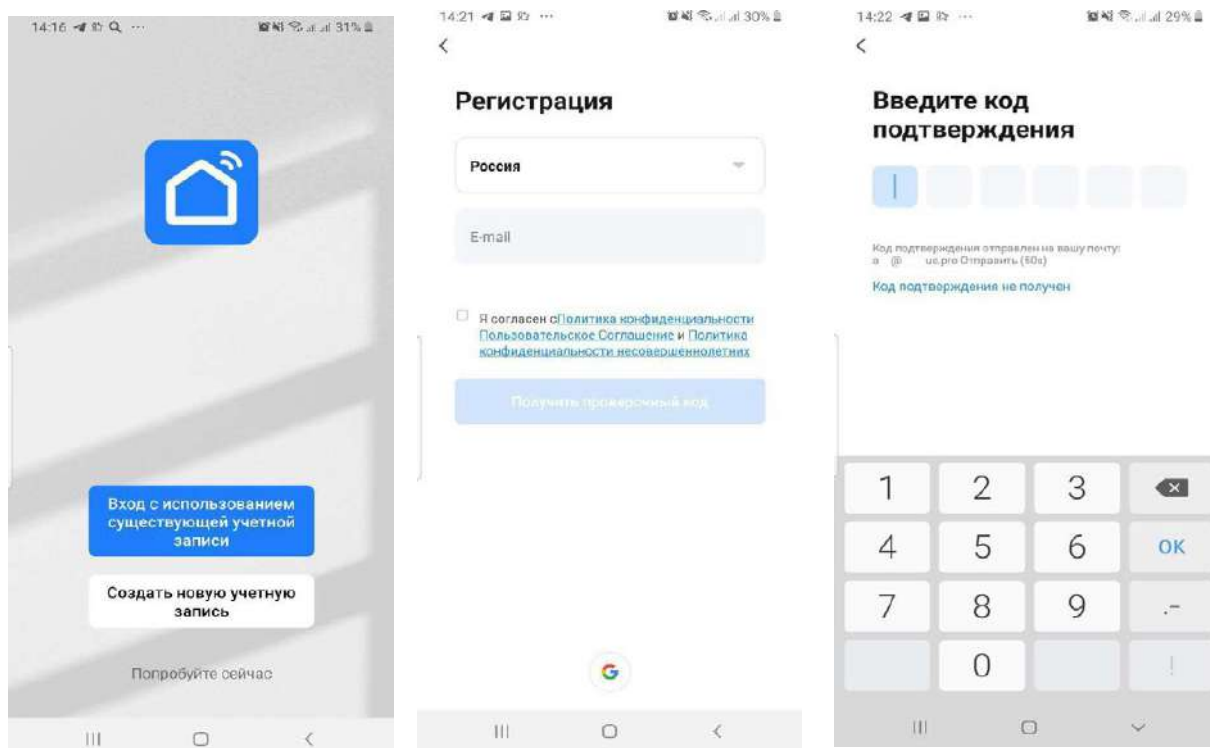 14:16
31%
Вход с использованием
существующей учетной
записи
Создать новую учетную
запись
Попробуйте сейчас
14:21
30%
Регистрация
Россия
E-mail
Я согласен сПолитика конфиденциальности
Пользовательское Соглашение и Политика
конфиденциальности несовершеннолетних
Получить проверочный код
14:22
29%
Введите код
подтверждения
Код подтверждения отправлен на вашу почту:
a @ ue.pro Отправить (60s)
Код подтверждения не получен
1 2 3
4 5 6 OK
7 8 9 .-
0